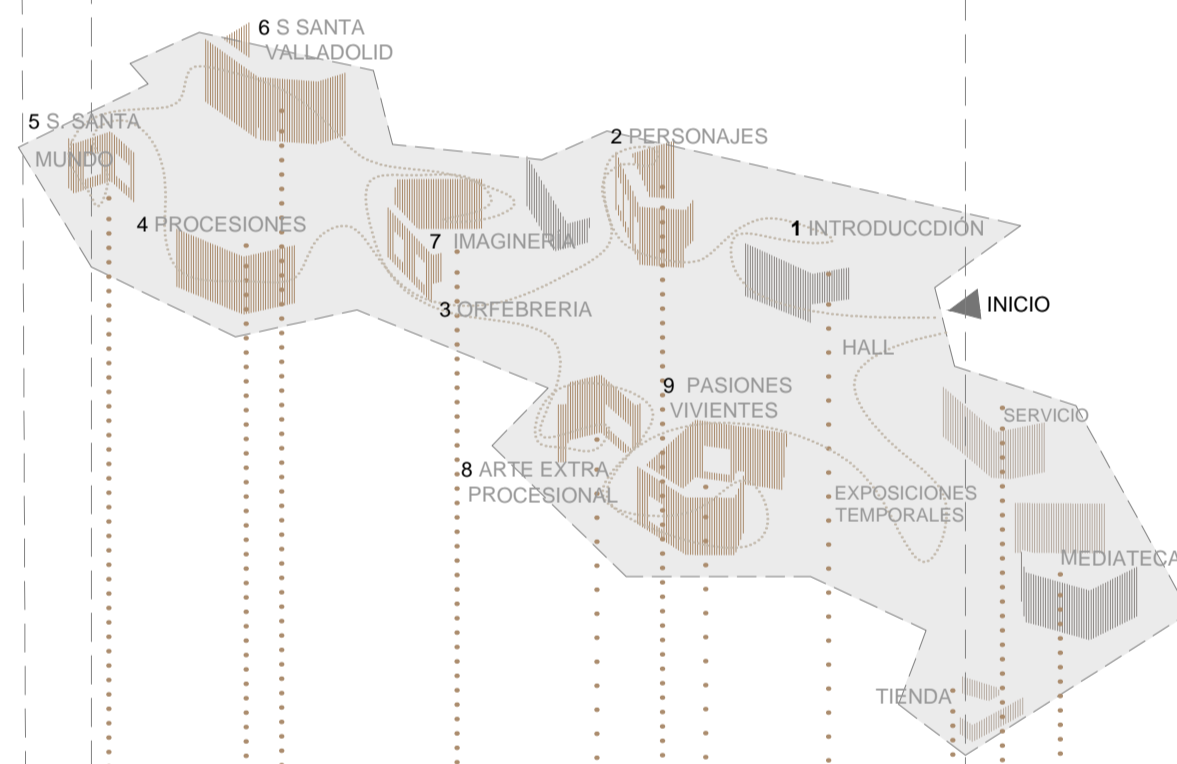 6 S SANTA
VALLADOLID
5 S. SANTA
MUNDO
2 PERSONAJES
4 PROCESIONES
1 INTRODUCCDIÓN
7 IMAGINERÍA
3 ORFEBRERIA
INICIO
HALL
9 PASIONES
VIVIENTES
SERVICIO
8 ARTE EXTRA
PROCESIONAL
EXPOSICIONES
TEMPORALES
MEDIATECA
TIENDA